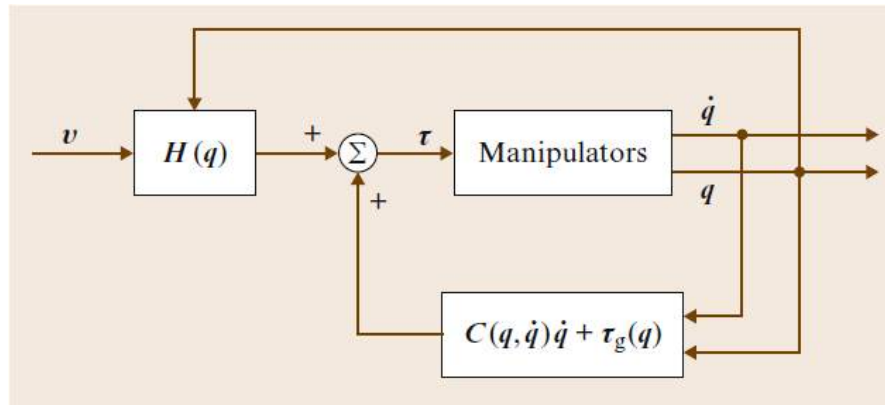 q̇
v
H(q)
+
Σ
τ
Manipulators
q
+
C(q,q̇)q̇ + τg(q)